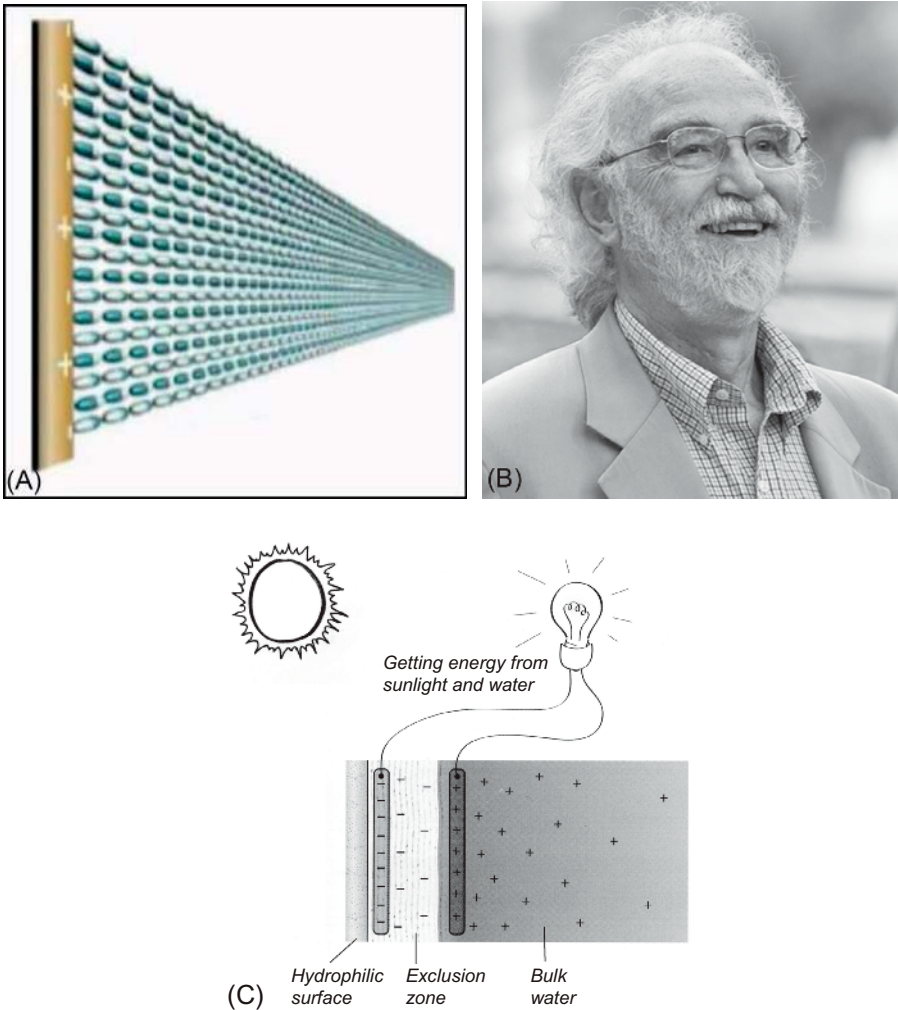 (A)
(B)
Getting energy from
sunlight and water
Hydrophilic
surface
Exclusion
zone
Bulk
water
(C)